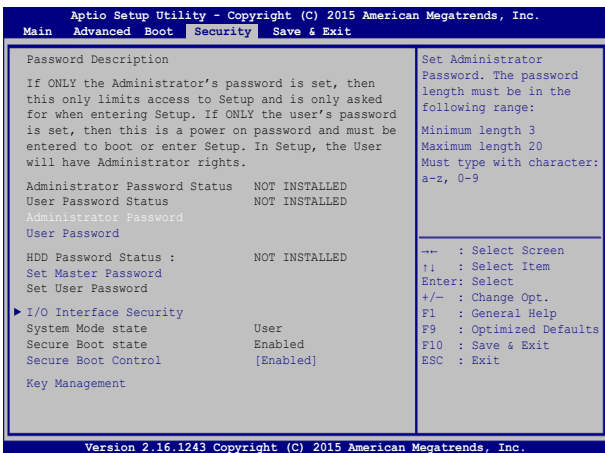 Aptio Setup Utility - Copyright (C) 2015 American Megatrends, Inc.
Main Advanced Boot Security Save & Exit
Password Description
If ONLY the Administrator's password is set, then
this only limits access to Setup and is only asked
for when entering Setup. If ONLY the user's password
is set, then this is a power on password and must be
entered to boot or enter Setup. In Setup, the User
will have Administrator rights.
Administrator Password Status NOT INSTALLED
User Password Status NOT INSTALLED
Administrator Password
User Password
HDD Password Status : NOT INSTALLED
Set Master Password
Set User Password
I/O Interface Security
System Mode state User
Secure Boot state Enabled
Secure Boot Control [Enabled]
Key Management
Set Administrator
Password. The password
length must be in the
following range:
Minimum length 3
Maximum length 20
Must type with character:
a-z, 0-9
→← : Select Screen
↑↓ : Select Item
Enter: Select
+/— : Change Opt.
F1 : General Help
F9 : Optimized Defaults
F10 : Save & Exit
ESC : Exit
Version 2.16.1243 Copyright (C) 2015 American Megatrends, Inc.